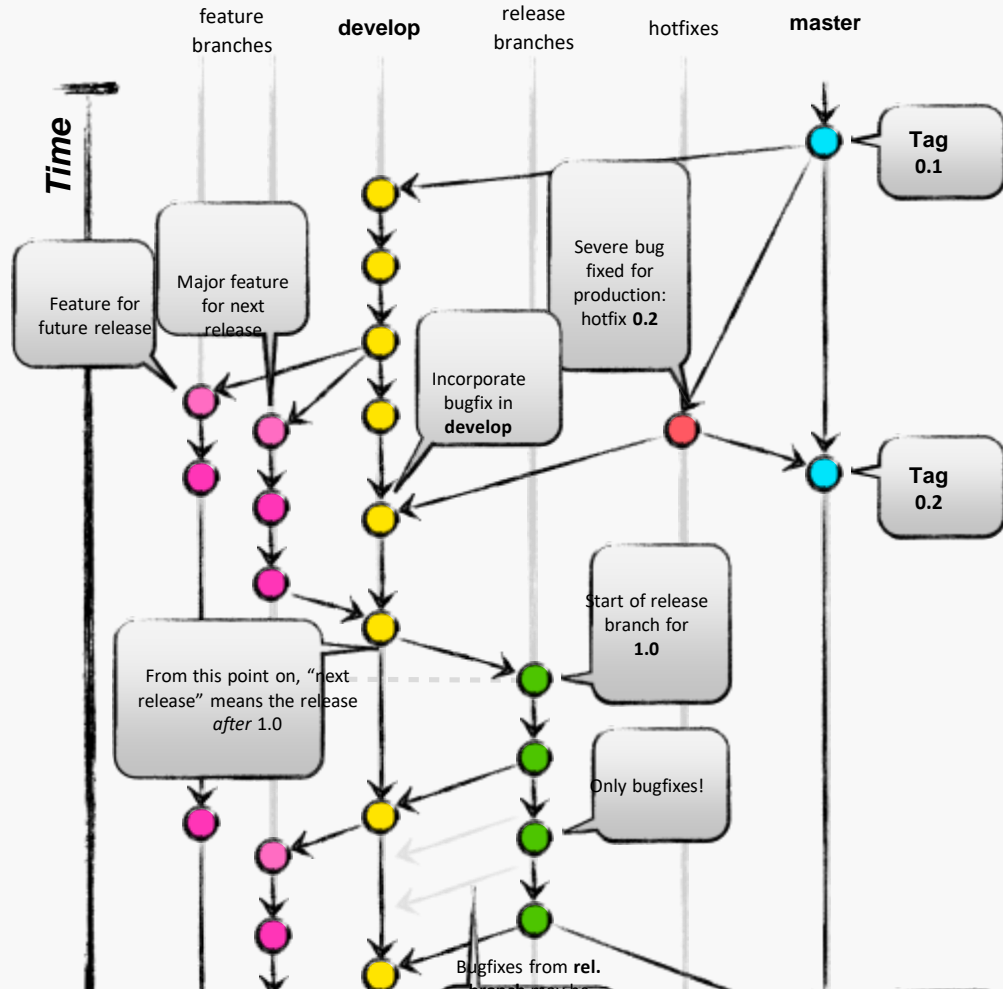 feature
branches
develop
release
branches
hotfixes
master
Time
Tag
0.1
Severe bug
fixed for
production:
hotfix 0.2
Major feature
for next
release
Feature for
future release
Incorporate
bugfix in
develop
Tag
0.2
Start of release
branch for
1.0
From this point on, “next
release” means the release
after 1.0
Only bugfixes!
Bugfixes from rel.
branch may be